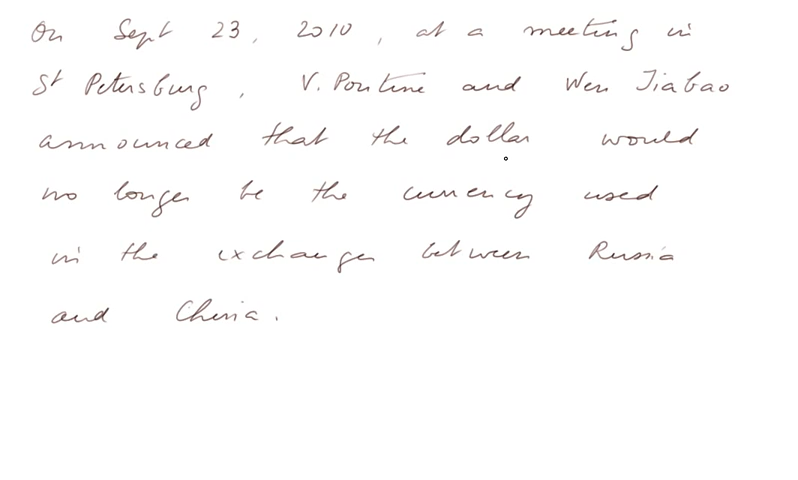 On Sept 23, 2010, at a meeting in
St Petersburg, V. Poutine and Wen Jiabao
announced that the dollar would
no longer be the currency used
in the exchanges between Russia
and China.